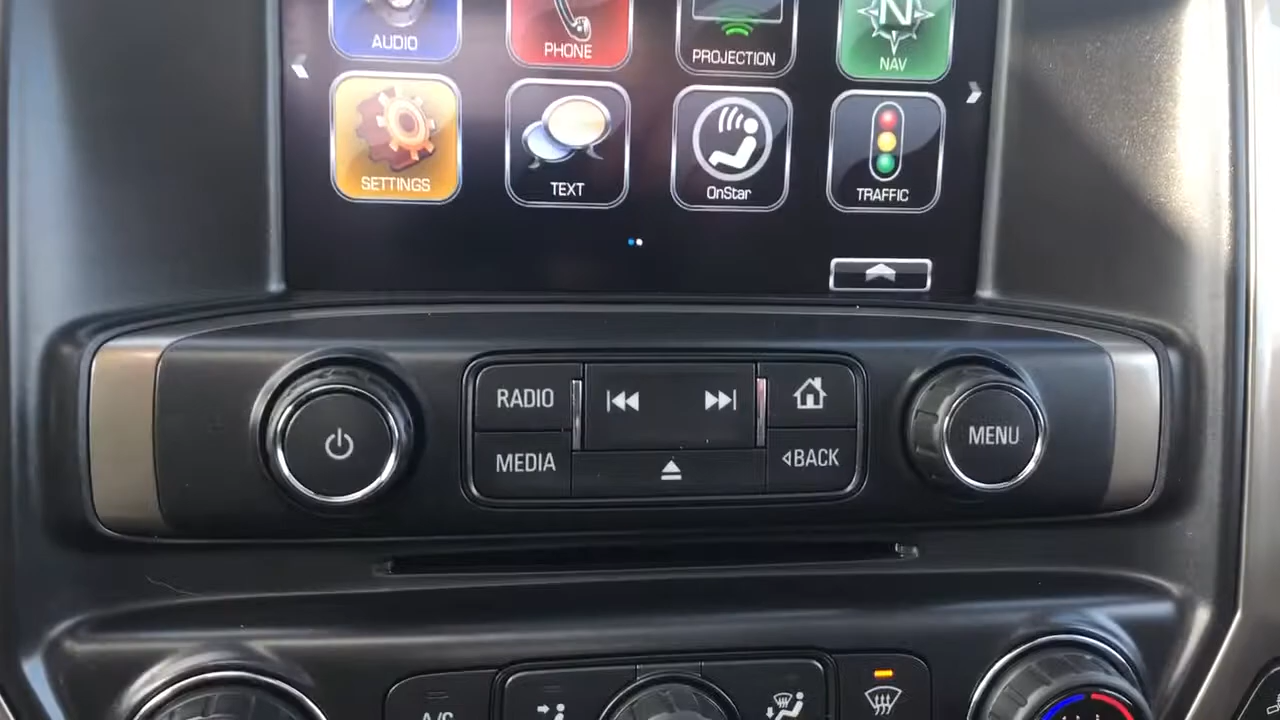 AUDIO
PHONE
PROJECTION
N
NAV
SETTINGS
TEXT
OnStar
TRAFFIC
RADIO
MEDIA
BACK
MENU
A/C